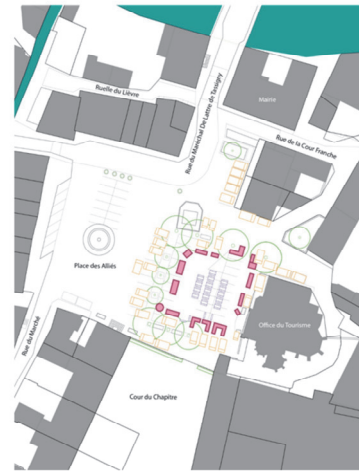 Ruelle du Lièvre
Rue du Maréchal De Lattre de Tassigny
Mairie
Rue de la Cour Franche
Place des Alliés
Office du Tourisme
Rue du Marché
Cour du Chapitre